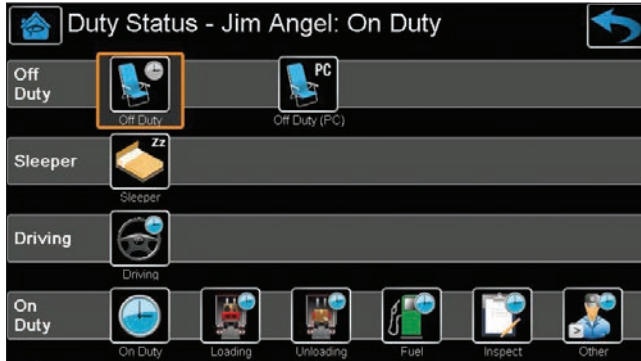 Duty Status - Jim Angel: On Duty
Off
Duty
PC
Off Duty
Off Duty (PC)
Sleeper
Zz
Sleeper
Driving
Driving
On
Duty
On Duty
Loading
Unloading
Fuel
Inspect
Other